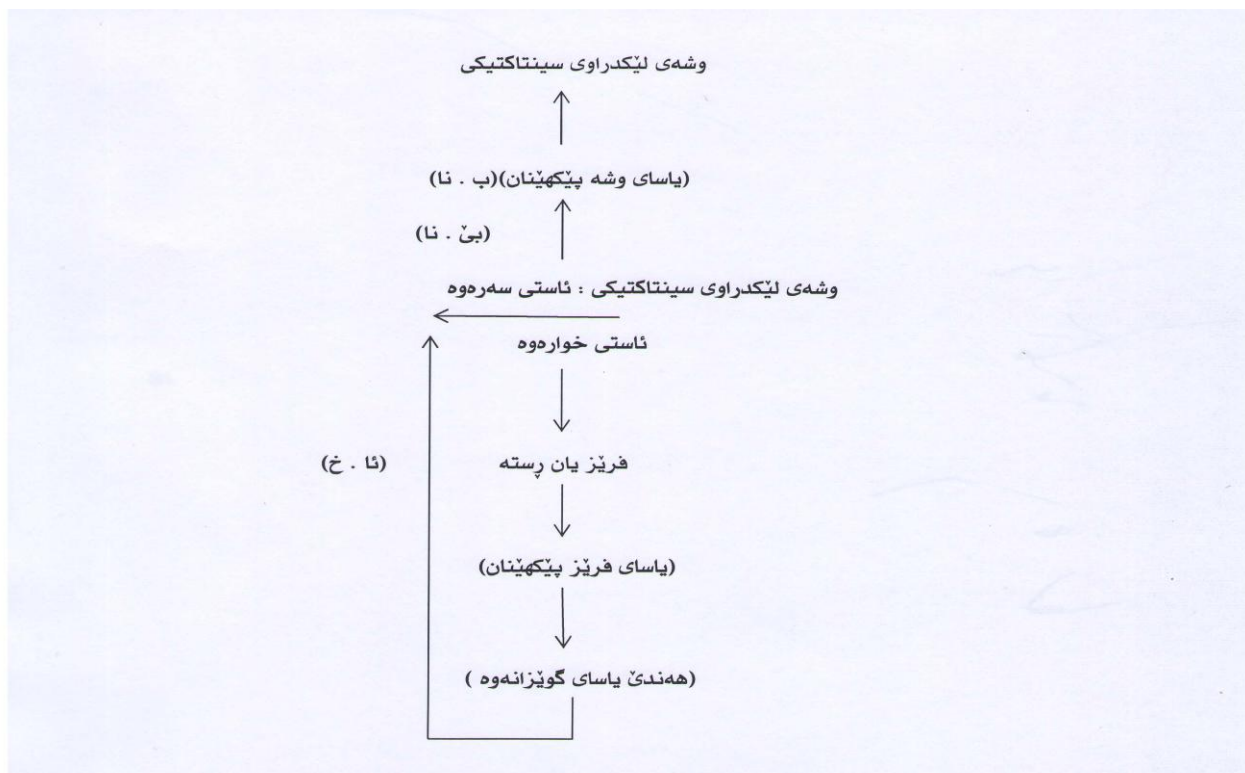 وشەی لێکدراوی سینتاکتیکی
(یاسای وشە پێکهێنان)(ب . نا)
(بێ . نا)
وشەی لێکدراوی سینتاکتیکی : ئاستی سەرەوە
ئاستی خوارەوە
فرێز یان ڕستە
(ئا . خ)
(یاسای فرێز پێکهێنان)
(هەندێ یاسای گوێزانەوە )